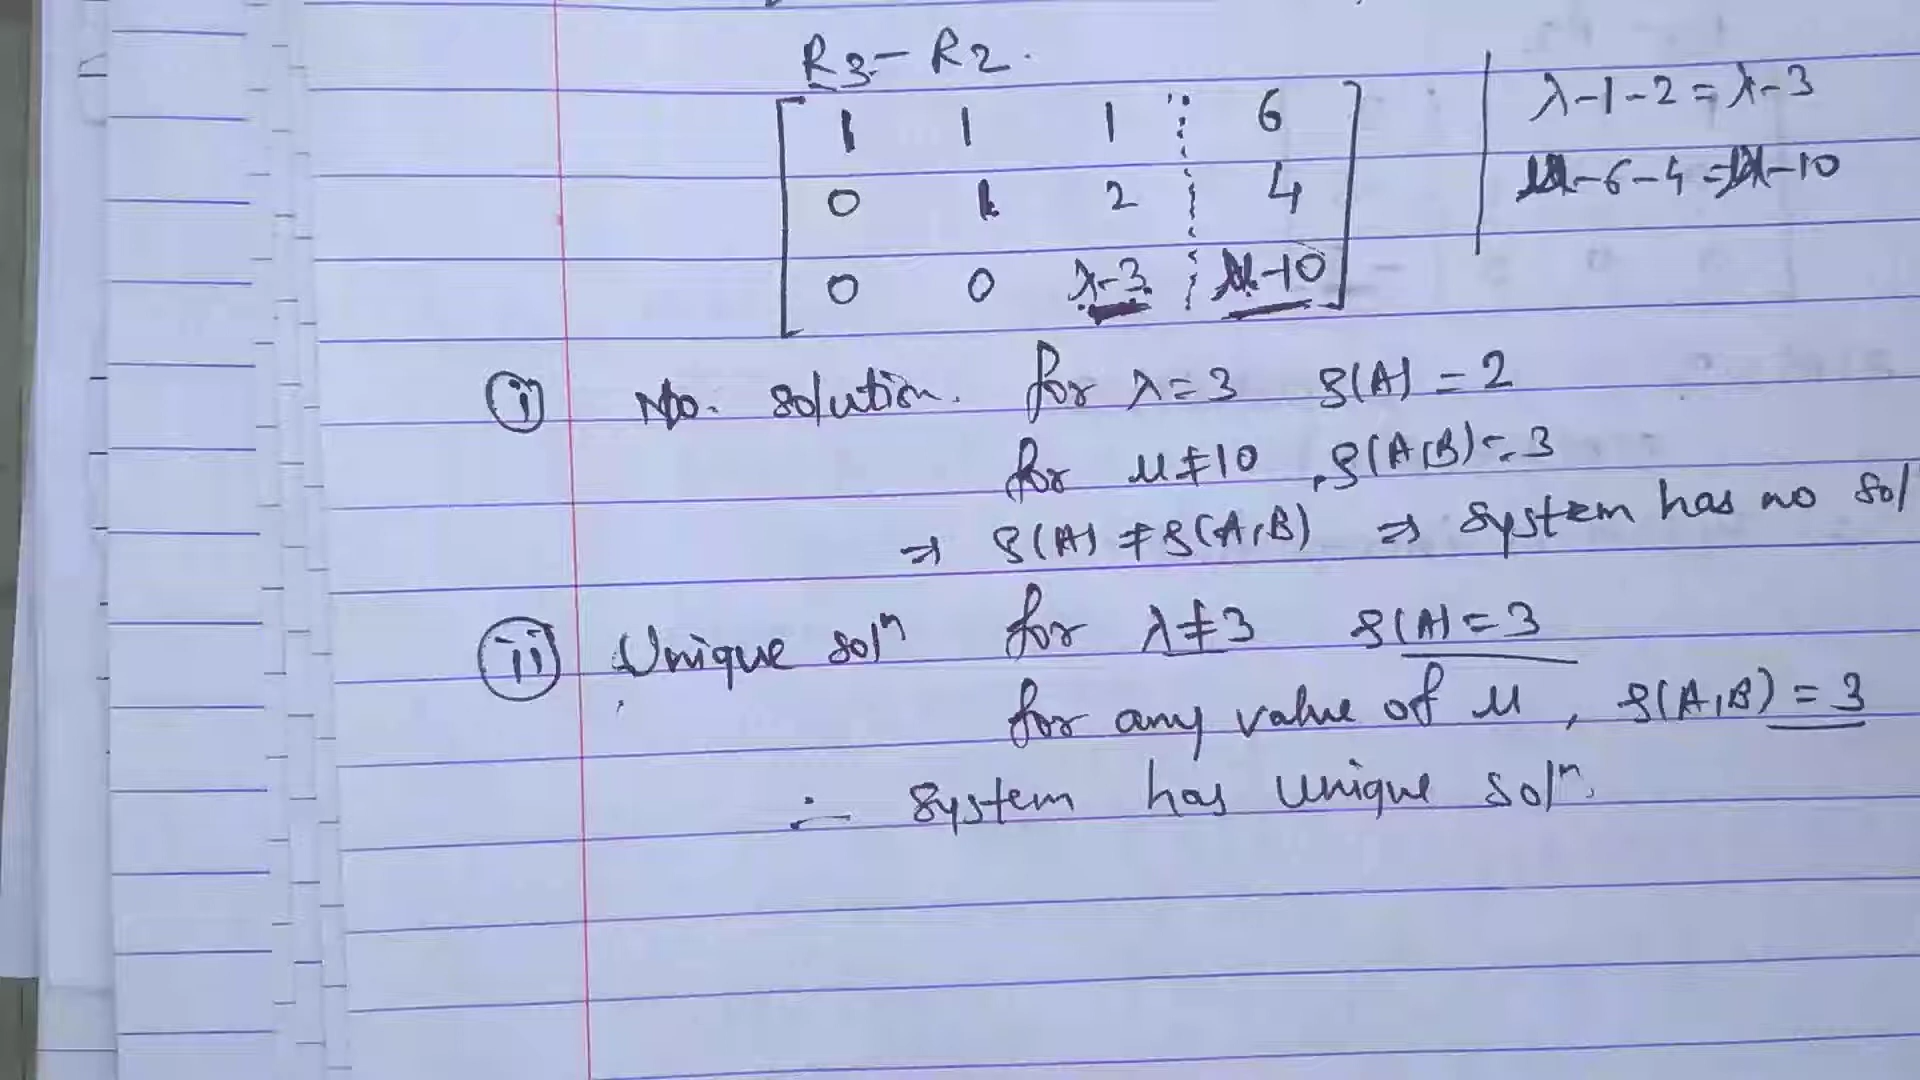 R3 - R2.
1 1 1 ⋮ 6
0 1 2 ⋮ 4
0 0 λ-3 ⋮ μ-10
λ-1-2 = λ-3
μ-6-4 = μ-10
(i) No. solution. for λ=3 ρ(A) = 2
for μ≠10, ρ(A,B) = 3
⇒ ρ(A) ≠ ρ(A,B) ⇒ System has no sol
(ii) Unique solⁿ for λ≠3 ρ(A) = 3
for any value of μ, ρ(A,B) = 3
∴ System has unique solⁿ.